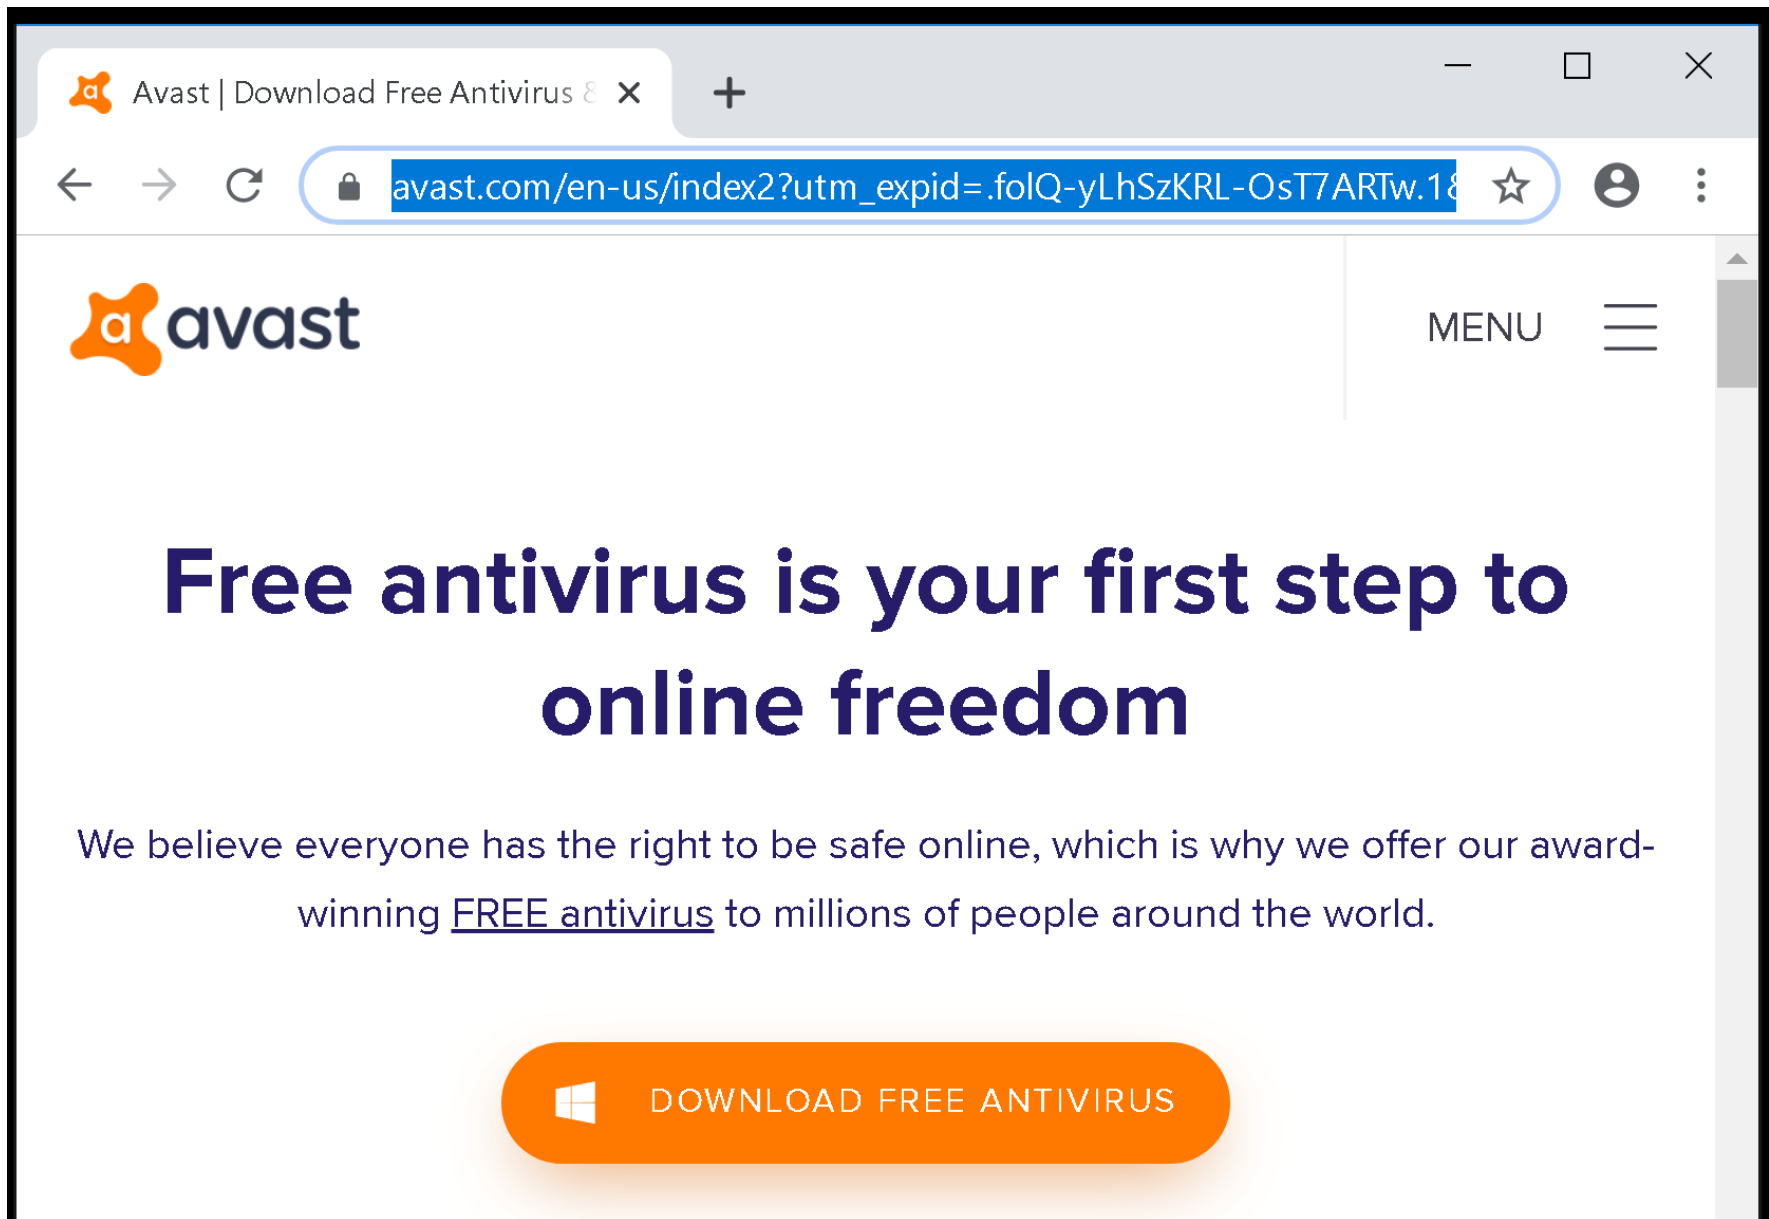 Avast | Download Free Antivirus &
avast.com/en-us/index2?utm_expid=.folQ-yLhSzKRL-OsT7ARTw.18
avast
MENU
Free antivirus is your first step to
online freedom
We believe everyone has the right to be safe online, which is why we offer our award-
winning FREE antivirus to millions of people around the world.
DOWNLOAD FREE ANTIVIRUS